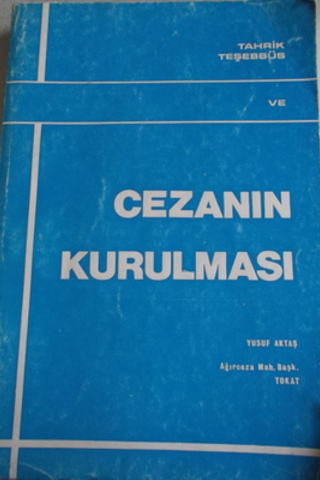 TAHRİK
TEŞEBBÜS
VE
CEZANIN
KURULMASI
YUSUF AKTAŞ
Ağırceza Mah. Başk.
TOKAT